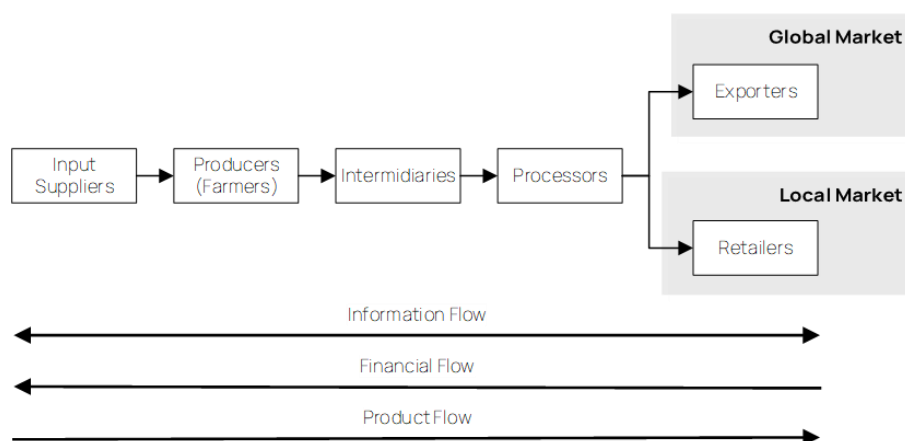 Global Market
Exporters
Input
Suppliers
Producers
(Farmers)
Intermidiaries
Processors
Local Market
Retailers
Information Flow
Financial Flow
Product Flow